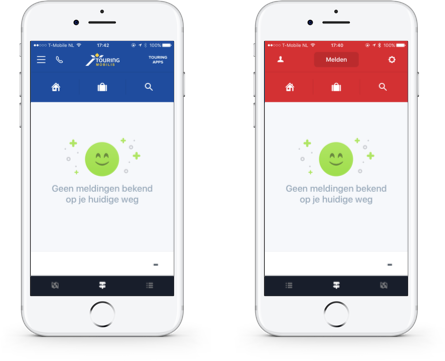 T-Mobile NL
17:42
100%
TOURING
MOBILIS
TOURING
APPS
Geen meldingen bekend
op je huidige weg
T-Mobile NL
17:40
100%
Melden
Geen meldingen bekend
op je huidige weg